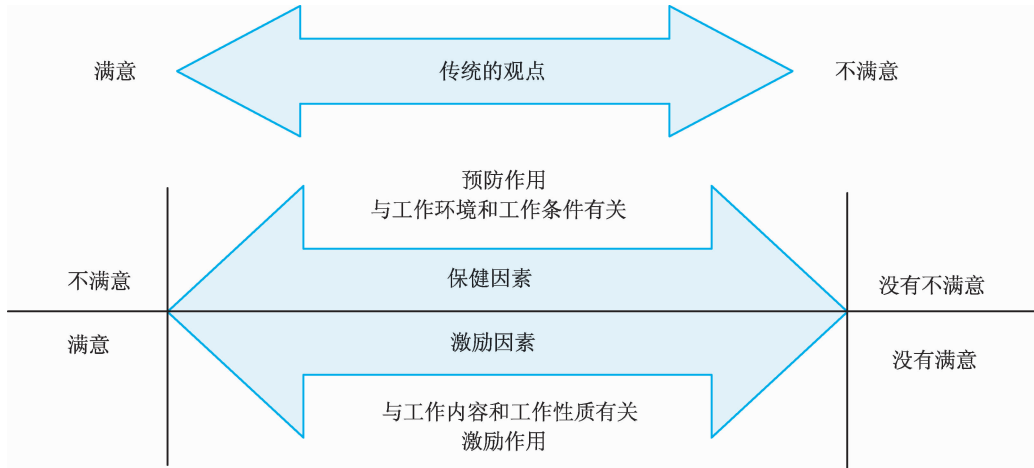 满意
传统的观点
不满意
预防作用
与工作环境和工作条件有关
不满意
保健因素
没有不满意
满意
激励因素
没有满意
与工作内容和工作性质有关
激励作用